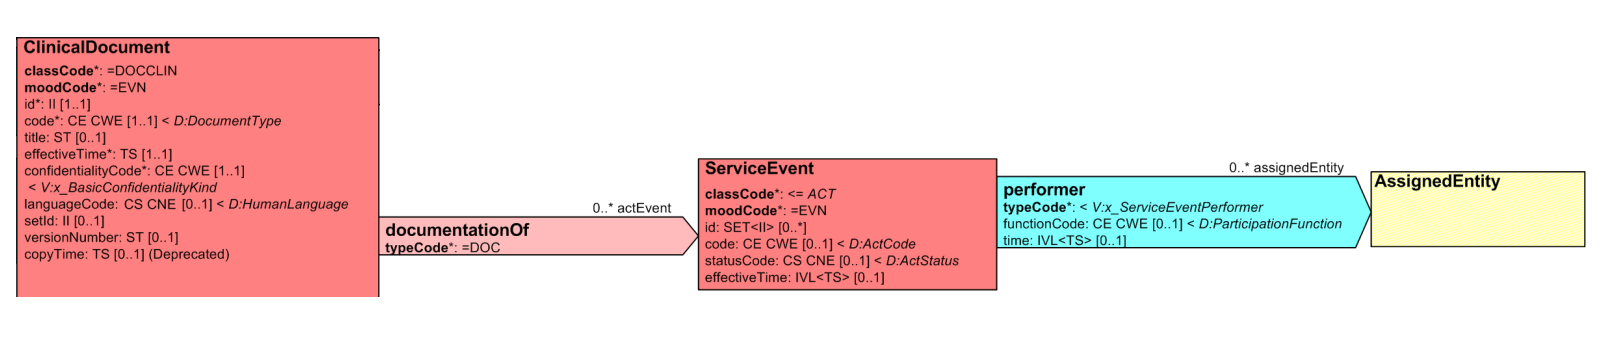 ClinicalDocument
classCode*: =DOCCLIN
moodCode*: =EVN
id*: II [1..1]
code*: CE CWE [1..1] < D:DocumentType
title: ST [0..1]
effectiveTime*: TS [1..1]
confidentialityCode*: CE CWE [1..1]
< V:x_BasicConfidentialityKind
languageCode: CS CNE [0..1] < D:HumanLanguage
setId: II [0..1]
versionNumber: ST [0..1]
copyTime: TS [0..1] (Deprecated)
0..* actEvent
documentationOf
typeCode*: =DOC
ServiceEvent
classCode*: <= ACT
moodCode*: =EVN
id: SET<II> [0..*]
code: CE CWE [0..1] < D:ActCode
statusCode: CS CNE [0..1] < D:ActStatus
effectiveTime: IVL<TS> [0..1]
0..* assignedEntity
performer
typeCode*: < V:x_ServiceEventPerformer
functionCode: CE CWE [0..1] < D:ParticipationFunction
time: IVL<TS> [0..1]
AssignedEntity